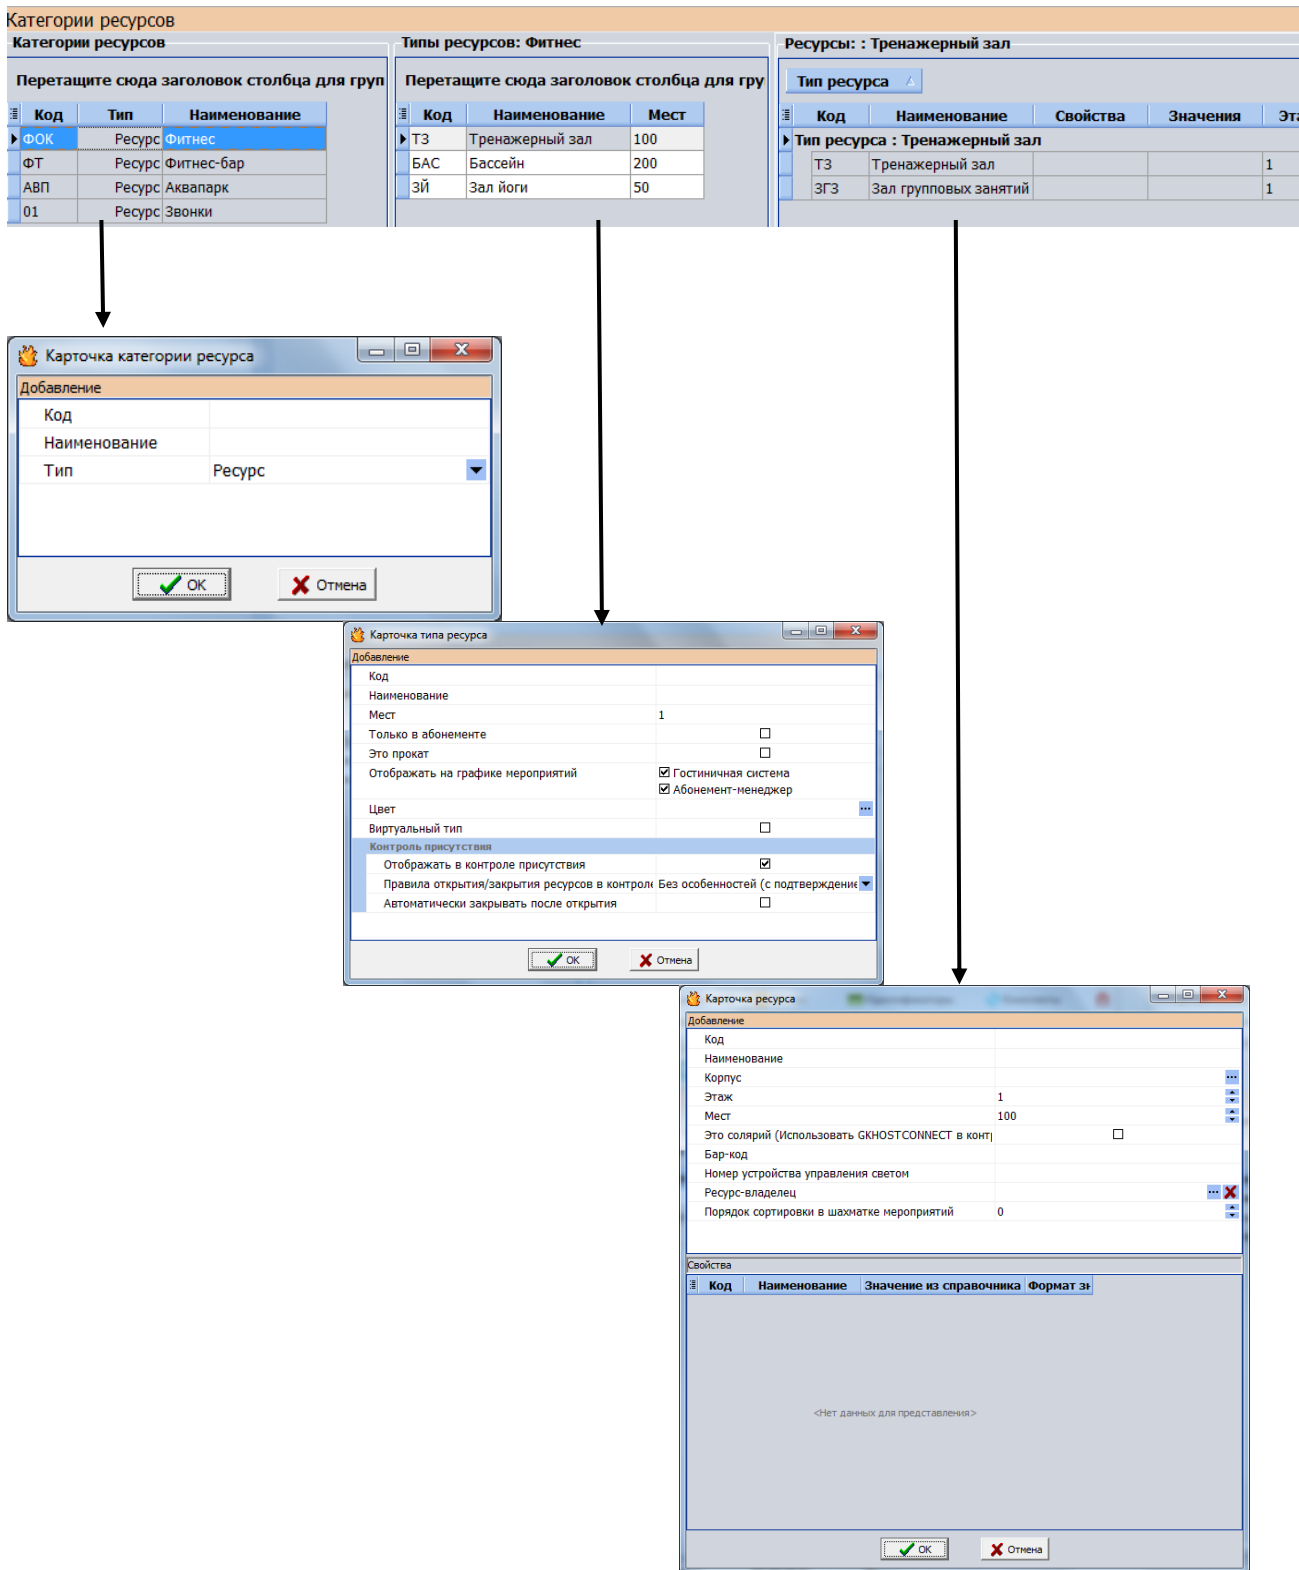 Категории ресурсов
Категории ресурсов
Перетащите сюда заголовок столбца для груп
Код Тип Наименование
ФОК Ресурс Фитнес
ФТ Ресурс Фитнес-бар
АВП Ресурс Аквапарк
01 Ресурс Звонки
Типы ресурсов: Фитнес
Перетащите сюда заголовок столбца для гру
Код Наименование Мест
ТЗ Тренажерный зал 100
БАС Бассейн 200
ЗЙ Зал йоги 50
Ресурсы: : Тренажерный зал
Тип ресурса
Код Наименование Свойства Значения Эта
Тип ресурса : Тренажерный зал
ТЗ Тренажерный зал 1
ЗГЗ Зал групповых занятий 1
Карточка категории ресурса
Добавление
Код
Наименование
Тип Ресурс
ОК Отмена
Карточка типа ресурса
Добавление
Код
Наименование
Мест 1
Только в абонементе
Это прокат
Отображать на графике мероприятий Гостиничная система
Абонемент-менеджер
Цвет
Виртуальный тип
Контроль присутствия
Отображать в контроле присутствия
Правила открытия/закрытия ресурсов в контроле Без особенностей (с подтверждение
Автоматически закрывать после открытия
ОК Отмена
Карточка ресурса
Добавление
Код
Наименование
Корпус
Этаж 1
Мест 100
Это солярий (Использовать GKHOSTCONNECT в конт
Бар-код
Номер устройства управления светом
Ресурс-владелец
Порядок сортировки в шахматке мероприятий 0
Свойства
Код Наименование Значение из справочника Формат зн
<Нет данных для представления>
ОК Отмена